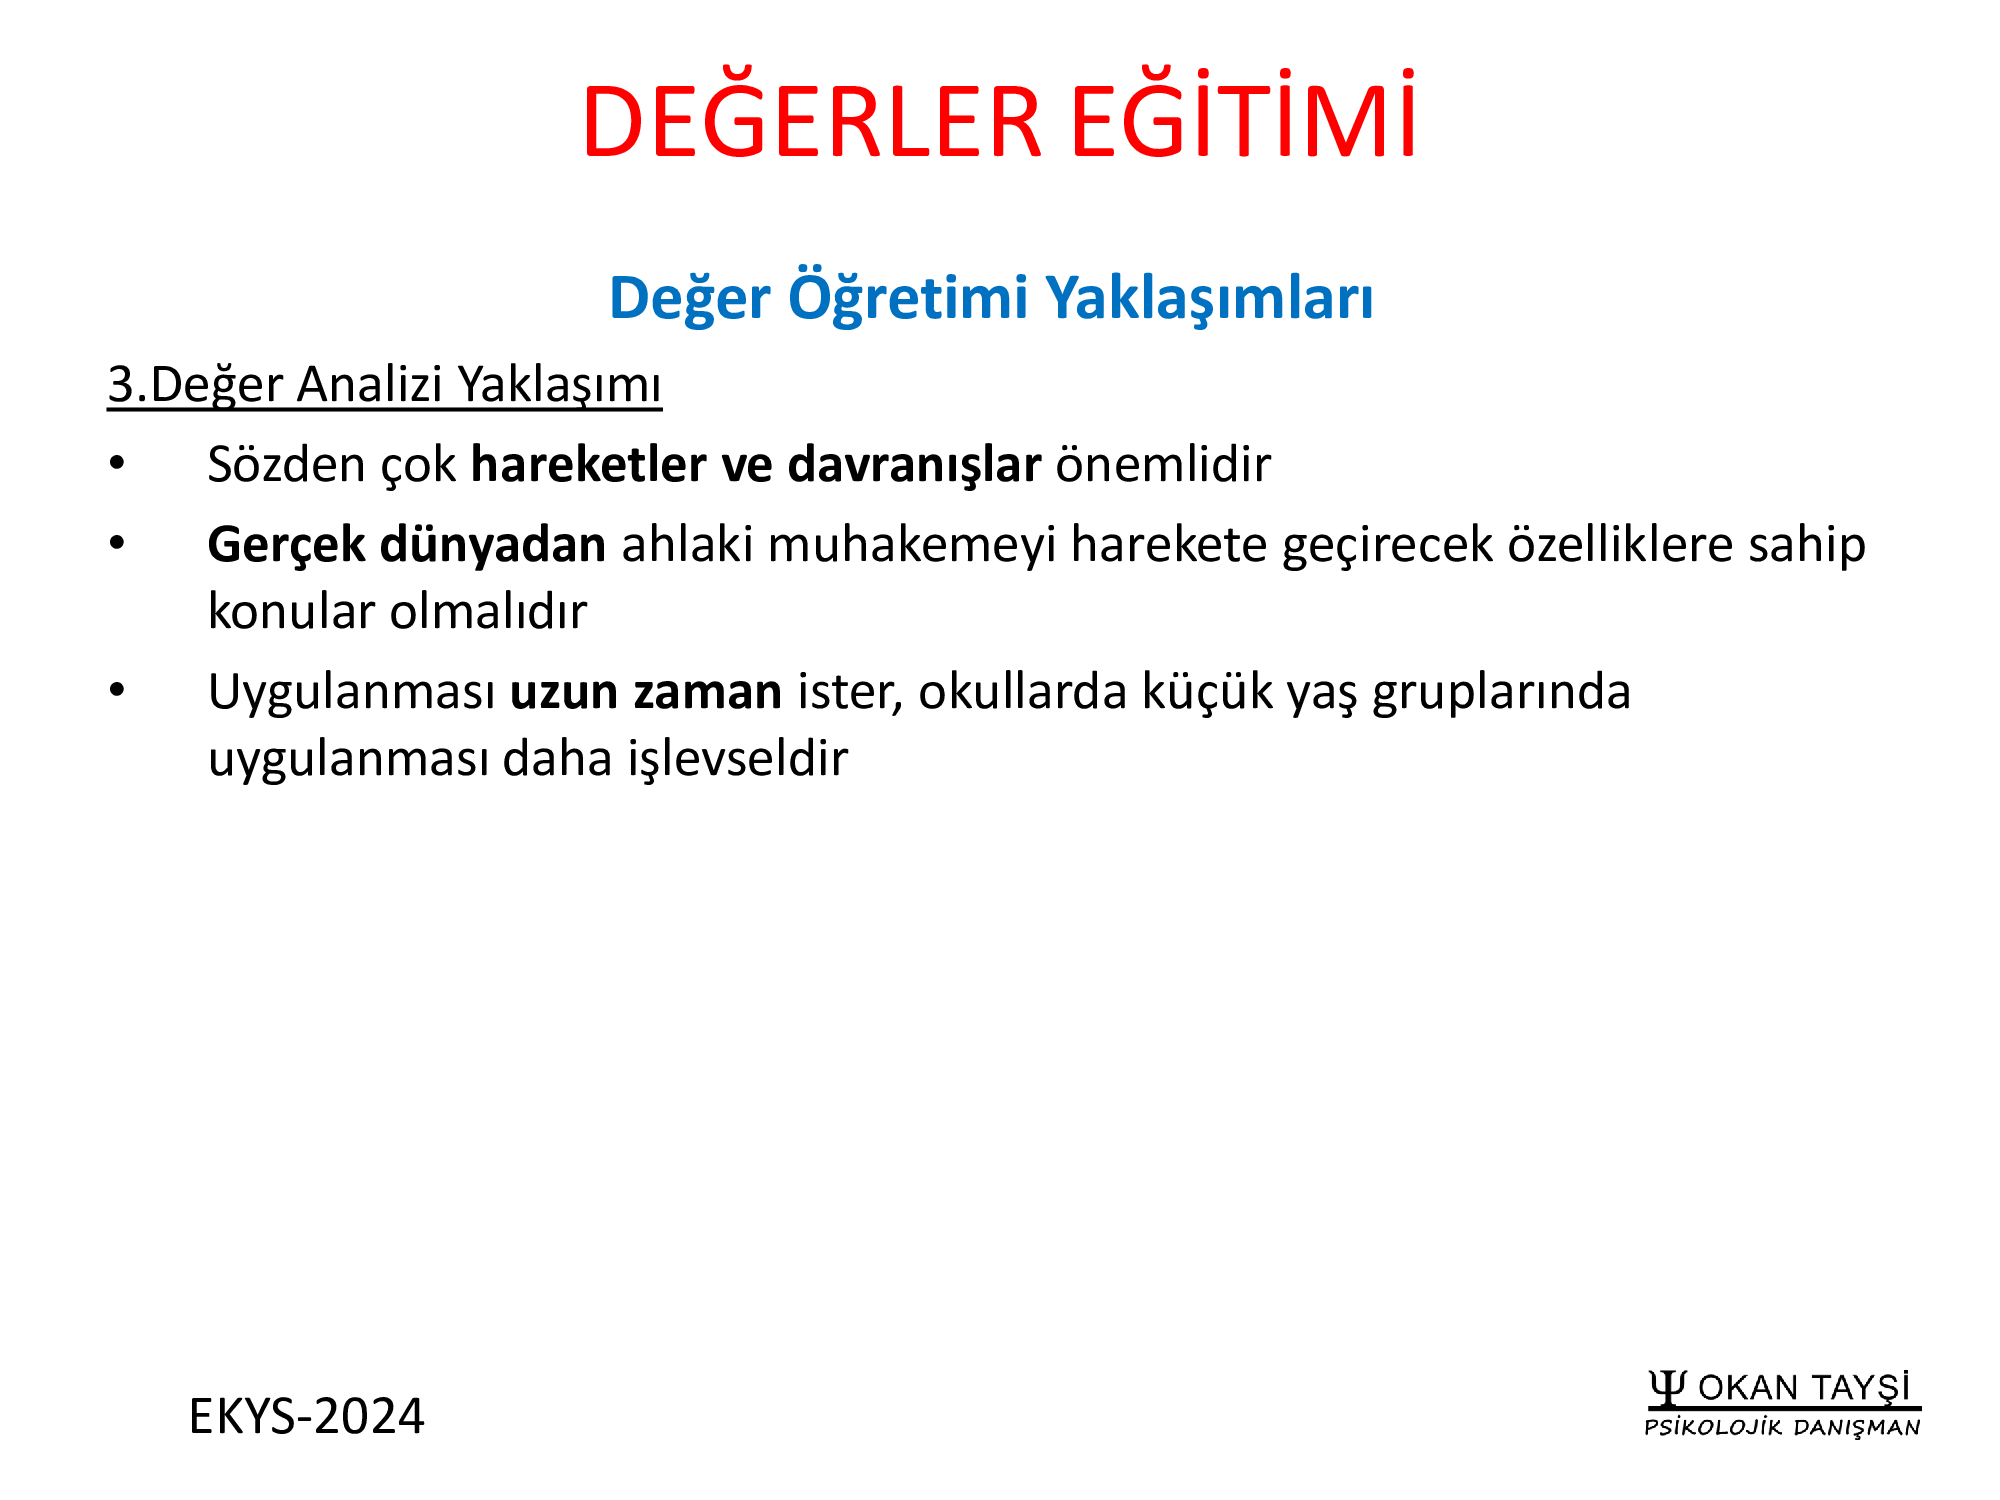 DEĞERLER EĞİTİMİ
Değer Öğretimi Yaklaşımları
3.Değer Analizi Yaklaşımı
• Sözden çok hareketler ve davranışlar önemlidir
• Gerçek dünyadan ahlaki muhakemeyi harekete geçirecek özelliklere sahip
konular olmalıdır
• Uygulanması uzun zaman ister, okullarda küçük yaş gruplarında
uygulanması daha işlevseldir
EKYS-2024
Ψ OKAN TAYŞİ
PSİKOLOJİK DANIŞMAN